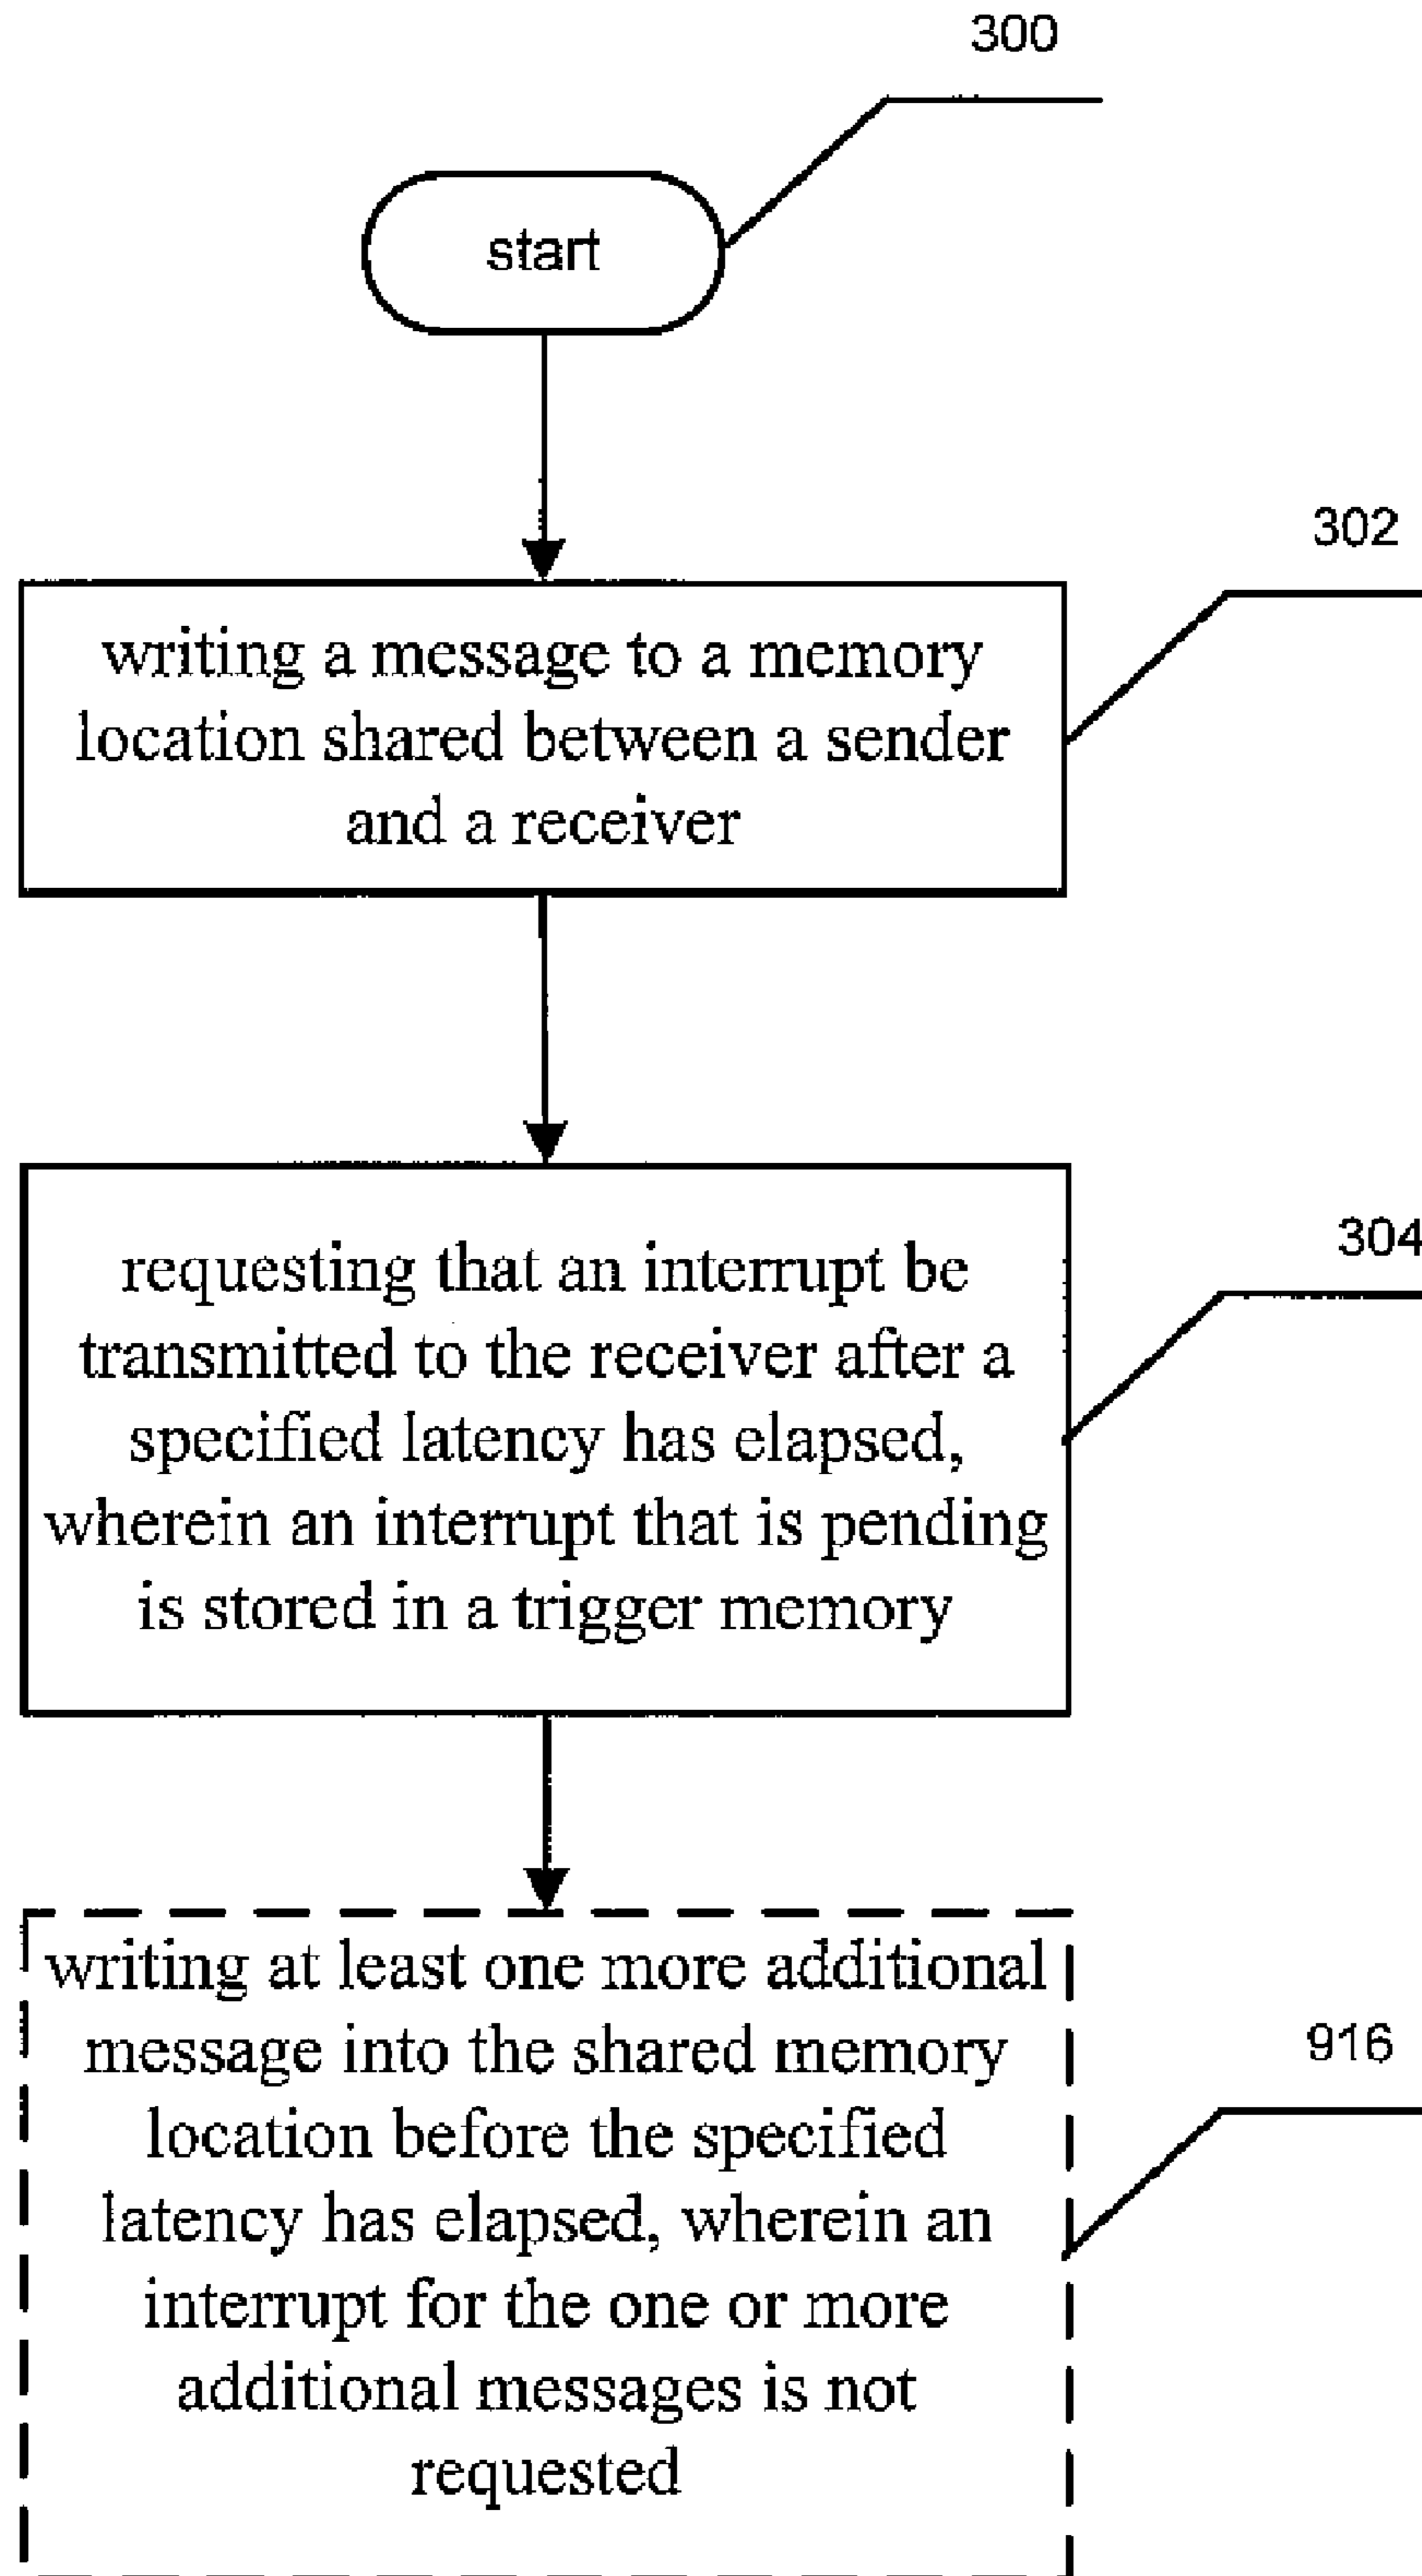 300
start
302
writing a message to a memory
location shared between a sender
and a receiver
304
requesting that an interrupt be
transmitted to the receiver after a
specified latency has elapsed,
wherein an interrupt that is pending
is stored in a trigger memory
916
writing at least one more additional
message into the shared memory
location before the specified
latency has elapsed, wherein an
interrupt for the one or more
additional messages is not
requested